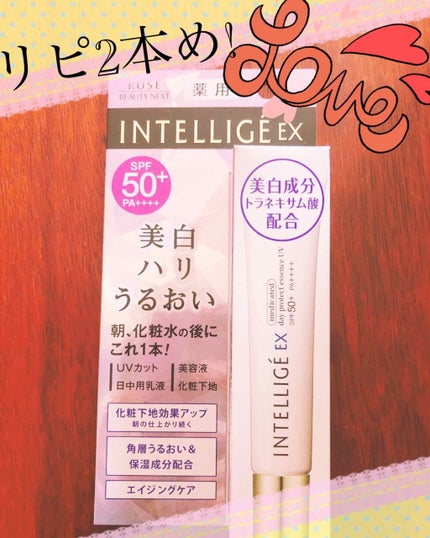 リピ2本め!
Love
KOSÉ
BEAUTY NEXT
薬用
INTELLIGÉ EX
SPF
50+
PA++++
美白
ハリ
うるおい
朝、化粧水の後に
これ1本!
UVカット
美容液
日中用乳液
化粧下地
化粧下地効果アップ
朝の仕上がり続く
角層うるおい&
保湿成分配合
エイジングケア
美白成分
トラネキサム酸
配合
(medicated)
day protect essence UV
SPF 50+ PA++++
INTELLIGÉ EX